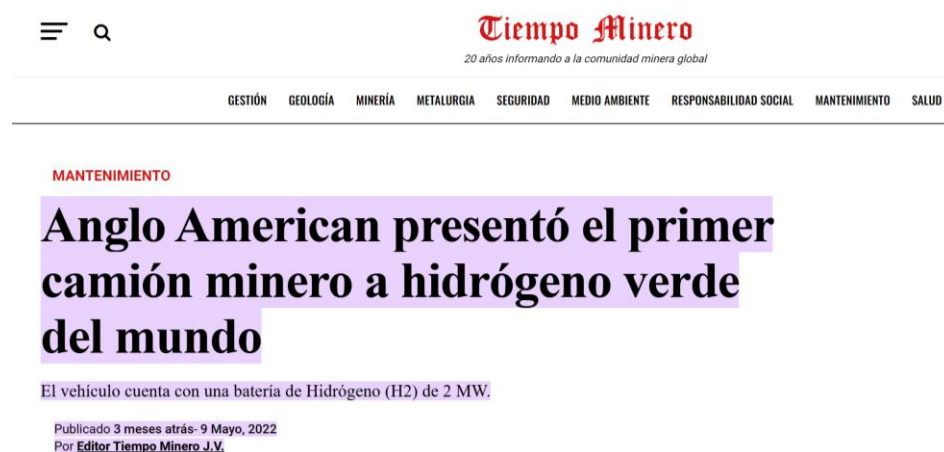 Tiempo Minero
20 años informando a la comunidad minera global
GESTIÓN GEOLOGÍA MINERÍA METALURGIA SEGURIDAD MEDIO AMBIENTE RESPONSABILIDAD SOCIAL MANTENIMIENTO SALUD
MANTENIMIENTO
Anglo American presentó el primer
camión minero a hidrógeno verde
del mundo
El vehículo cuenta con una batería de Hidrógeno (H2) de 2 MW.
Publicado 3 meses atrás- 9 Mayo, 2022
Por Editor Tiempo Minero J.V.